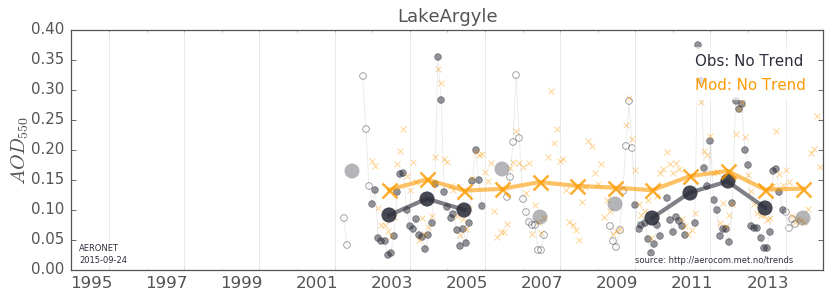 LakeArgyle
0.40
0.35
0.30
0.25
0.20
0.15
0.10
0.05
0.00
AOD550
Obs: No Trend
Mod: No Trend
AERONET
2015-09-24
source: http://aerocom.met.no/trends
1995 1997 1999 2001 2003 2005 2007 2009 2011 2013